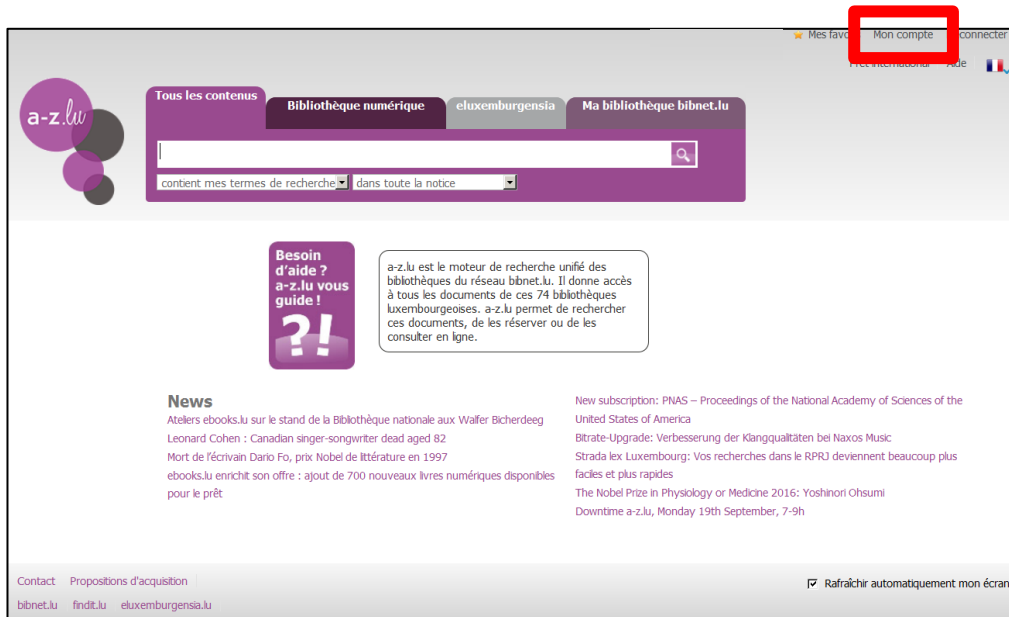 Mes favo Mon compte connecter
Prêt international Aide
a-z.lu
Tous les contenus
Bibliothèque numérique
eluxemburgensia
Ma bibliothèque bibnet.lu
contient mes termes de recherche
dans toute la notice
Besoin
d'aide ?
a-z.lu vous
guide !
?!
a-z.lu est le moteur de recherche unifié des
bibliothèques du réseau bibnet.lu. Il donne accès
à tous les documents de ces 74 bibliothèques
luxembourgeoises. a-z.lu permet de rechercher
ces documents, de les réserver ou de les
consulter en ligne.
News
Ateliers ebooks.lu sur le stand de la Bibliothèque nationale aux Walfer Bicherdeeg
Leonard Cohen : Canadian singer-songwriter dead aged 82
Mort de l'écrivain Dario Fo, prix Nobel de littérature en 1997
ebooks.lu enrichit son offre : ajout de 700 nouveaux livres numériques disponibles
pour le prêt
New subscription: PNAS – Proceedings of the National Academy of Sciences of the
United States of America
Bitrate-Upgrade: Verbesserung der Klangqualitäten bei Naxos Music
Strada lex Luxembourg: Vos recherches dans le RPRJ deviennent beaucoup plus
faciles et plus rapides
The Nobel Prize in Physiology or Medicine 2016: Yoshinori Ohsumi
Downtime a-z.lu, Monday 19th September, 7-9h
Contact Propositions d'acquisition
Rafraîchir automatiquement mon écran
bibnet.lu findit.lu eluxemburgensia.lu